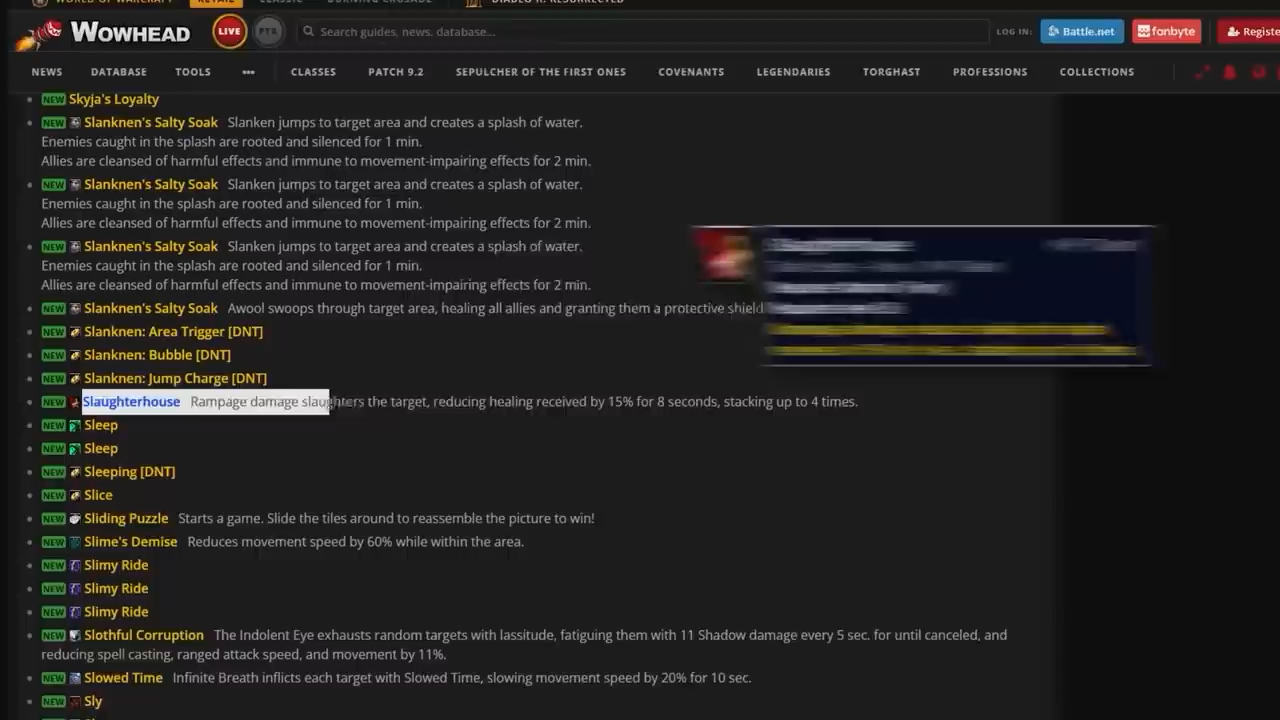 WORLD OF WARCRAFT RETAIL CLASSIC BURNING CRUSADE DIABLO II: RESURRECTED
WOWHEAD LIVE PTR Search guides, news, database... LOG IN: Battle.net fanbyte Registe
NEWS DATABASE TOOLS ••• CLASSES PATCH 9.2 SEPULCHER OF THE FIRST ONES COVENANTS LEGENDARIES TORGHAST PROFESSIONS COLLECTIONS
NEW Skyja's Loyalty
NEW Slanknen's Salty Soak Slanken jumps to target area and creates a splash of water.
Enemies caught in the splash are rooted and silenced for 1 min.
Allies are cleansed of harmful effects and immune to movement-impairing effects for 2 min.
NEW Slanknen's Salty Soak Slanken jumps to target area and creates a splash of water.
Enemies caught in the splash are rooted and silenced for 1 min.
Allies are cleansed of harmful effects and immune to movement-impairing effects for 2 min.
NEW Slanknen's Salty Soak Slanken jumps to target area and creates a splash of water.
Enemies caught in the splash are rooted and silenced for 1 min.
Allies are cleansed of harmful effects and immune to movement-impairing effects for 2 min.
NEW Slanknen's Salty Soak Awool swoops through target area, healing all allies and granting them a protective shield
NEW Slanknen: Area Trigger [DNT]
NEW Slanknen: Bubble [DNT]
NEW Slanknen: Jump Charge [DNT]
NEW Slaughterhouse Rampage damage slaughters the target, reducing healing received by 15% for 8 seconds, stacking up to 4 times.
NEW Sleep
NEW Sleep
NEW Sleeping [DNT]
NEW Slice
NEW Sliding Puzzle Starts a game. Slide the tiles around to reassemble the picture to win!
NEW Slime's Demise Reduces movement speed by 60% while within the area.
NEW Slimy Ride
NEW Slimy Ride
NEW Slimy Ride
NEW Slothful Corruption The Indolent Eye exhausts random targets with lassitude, fatiguing them with 11 Shadow damage every 5 sec. for until canceled, and
reducing spell casting, ranged attack speed, and movement by 11%.
NEW Slowed Time Infinite Breath inflicts each target with Slowed Time, slowing movement speed by 20% for 10 sec.
NEW Sly